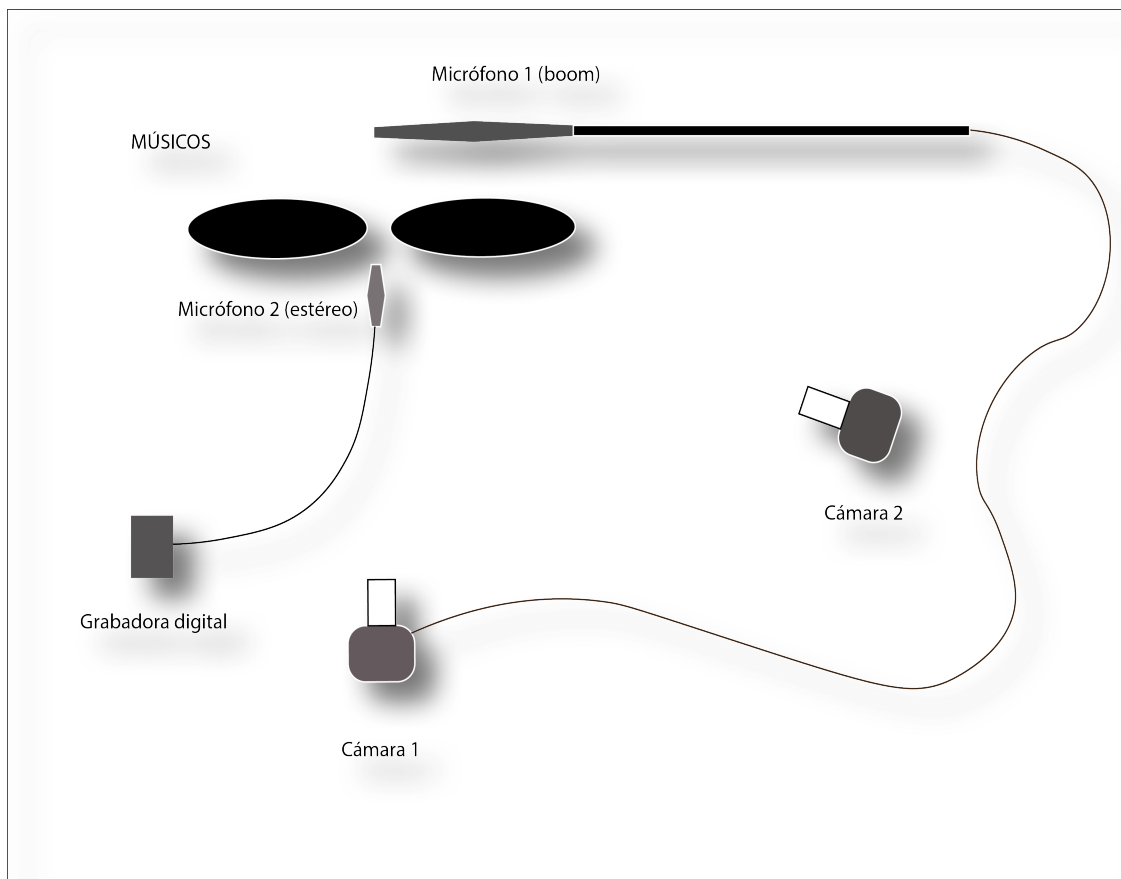 Micrófono 1 (boom)
MÚSICOS
Micrófono 2 (estéreo)
Cámara 2
Grabadora digital
Cámara 1